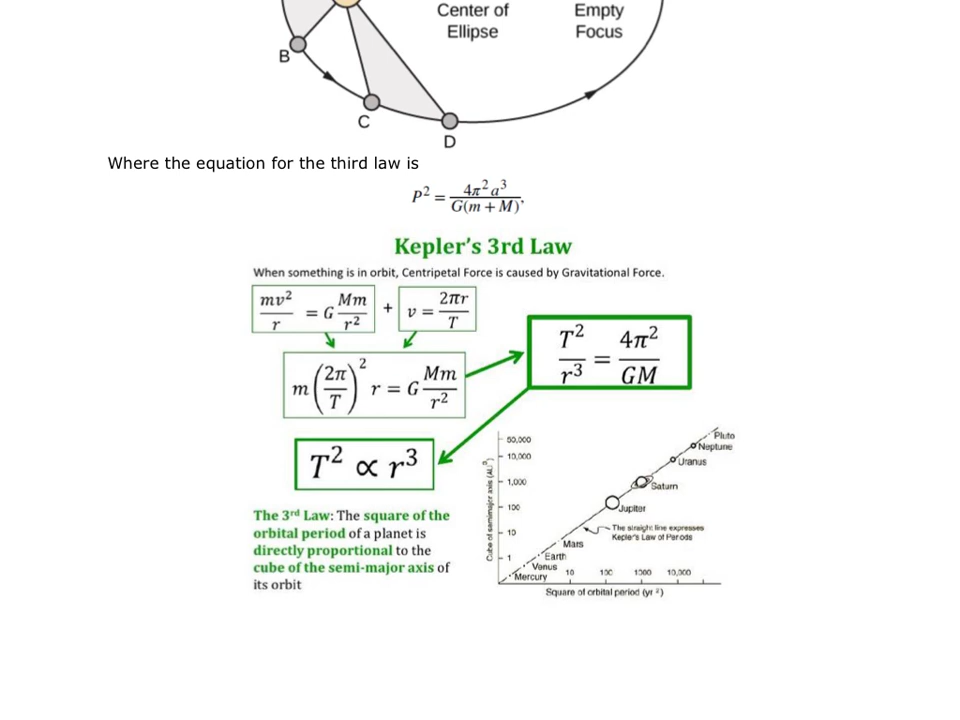 Center of
Ellipse
Empty
Focus
B
C
D
Where the equation for the third law is
P² = 4π²a³ / G(m + M)'
Kepler's 3rd Law
When something is in orbit, Centripetal Force is caused by Gravitational Force.
mv² / r = G Mm / r² + v = 2πr / T
m (2π / T)² r = G Mm / r²
T² / r³ = 4π² / GM
T² ∝ r³
The 3rd Law: The square of the
orbital period of a planet is
directly proportional to the
cube of the semi-major axis of
its orbit
Cube of semimajor axis (AU³)
50,000
10,000
1,000
100
10
1
Pluto
Neptune
Uranus
Saturn
Jupiter
The straight line expresses
Kepler's Law of Periods
Mars
Earth
Venus
Mercury
10
100
1000
10,000
Square of orbital period (yr ²)